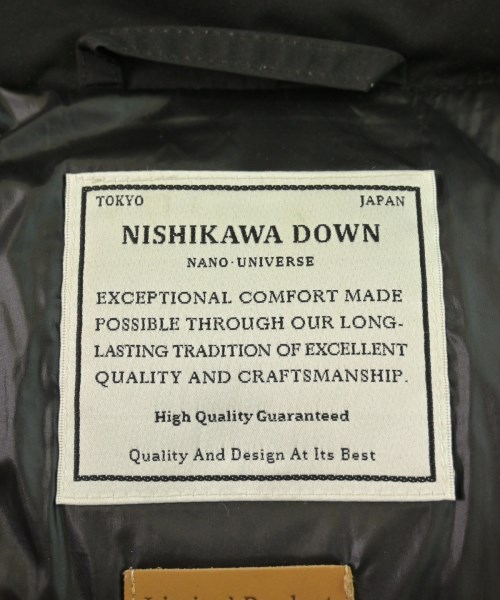 TOKYO JAPAN
NISHIKAWA DOWN
NANO·UNIVERSE
EXCEPTIONAL COMFORT MADE
POSSIBLE THROUGH OUR LONG-
LASTING TRADITION OF EXCELLENT
QUALITY AND CRAFTSMANSHIP.
High Quality Guaranteed
Quality And Design At Its Best